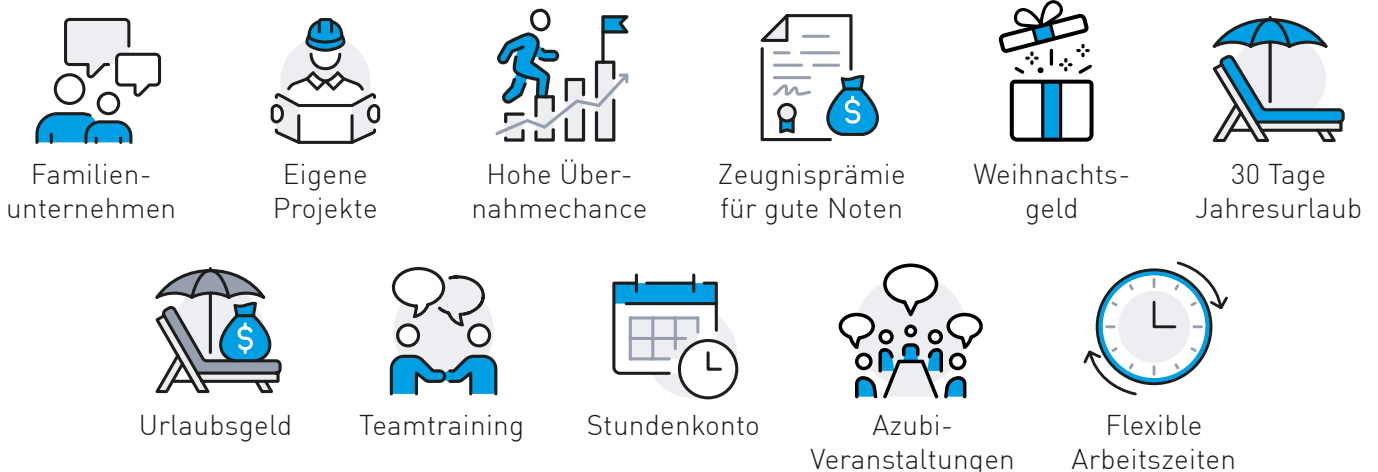 Familien-
unternehmen
Eigene
Projekte
Hohe Über-
nahmechance
Zeugnisprämie
für gute Noten
Weihnachts-
geld
30 Tage
Jahresurlaub
$
$
Urlaubsgeld
Teamtraining
Stundenkonto
Azubi-
Veranstaltungen
Flexible
Arbeitszeiten